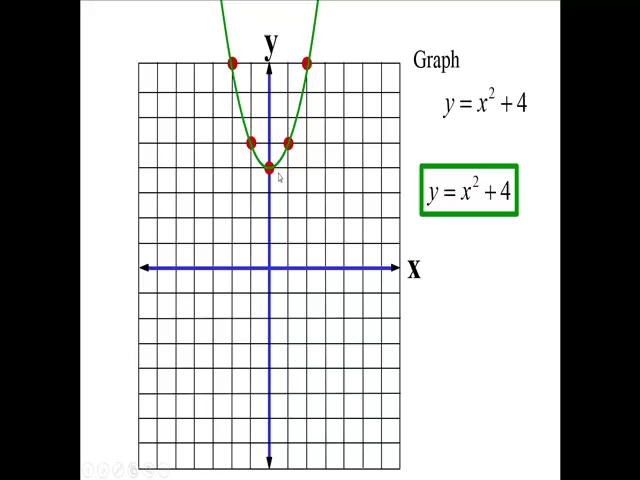 y
Graph
y = x² + 4
y = x² + 4
x